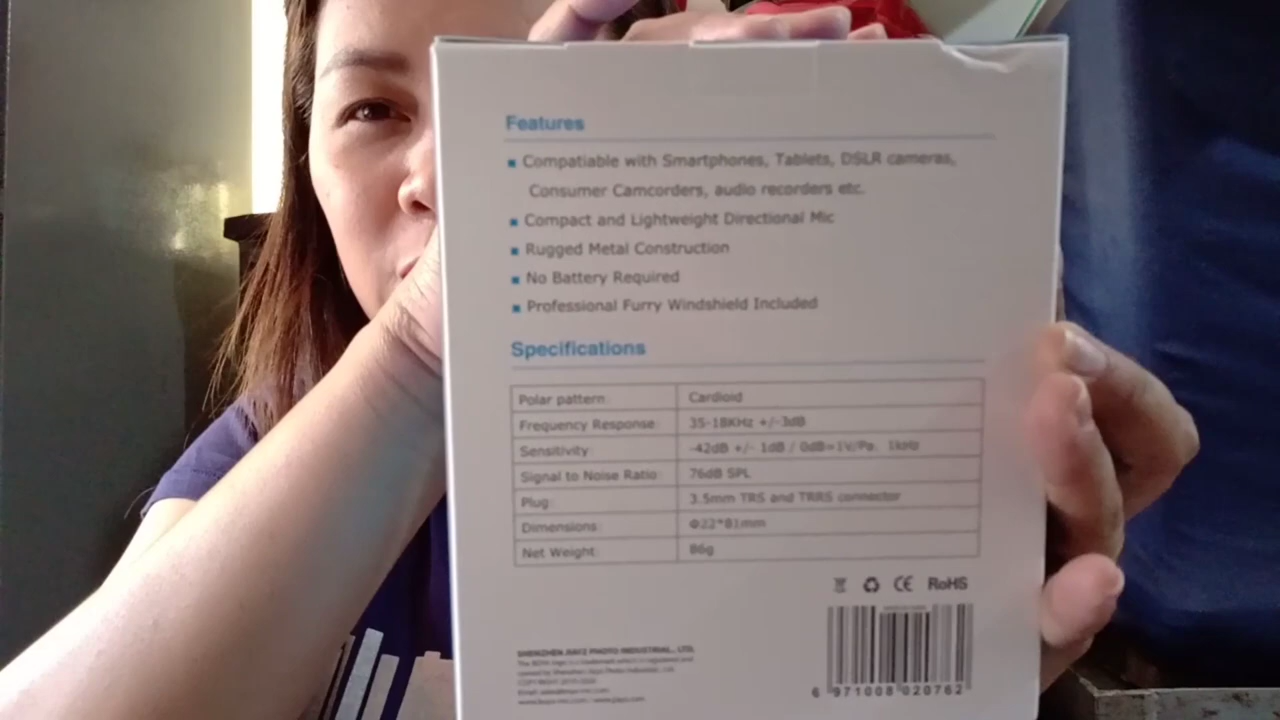 Features
Compatiable with Smartphones, Tablets, DSLR cameras,
Consumer Camcorders, audio recorders etc.
Compact and Lightweight Directional Mic
Rugged Metal Construction
No Battery Required
Professional Furry Windshield Included
Specifications
Polar pattern: Cardioid
Frequency Response: 35-18KHz +/-3dB
Sensitivity: -42dB +/- 1dB / 0dB=1V/Pa, 1kHz
Signal to Noise Ratio: 76dB SPL
Plug: 3.5mm TRS and TRRS connector
Dimensions: Φ22*81mm
Net Weight: 86g
CE RoHS
SHENZHEN JIAYZ PHOTO INDUSTRIAL., LTD.
6 971008 020762